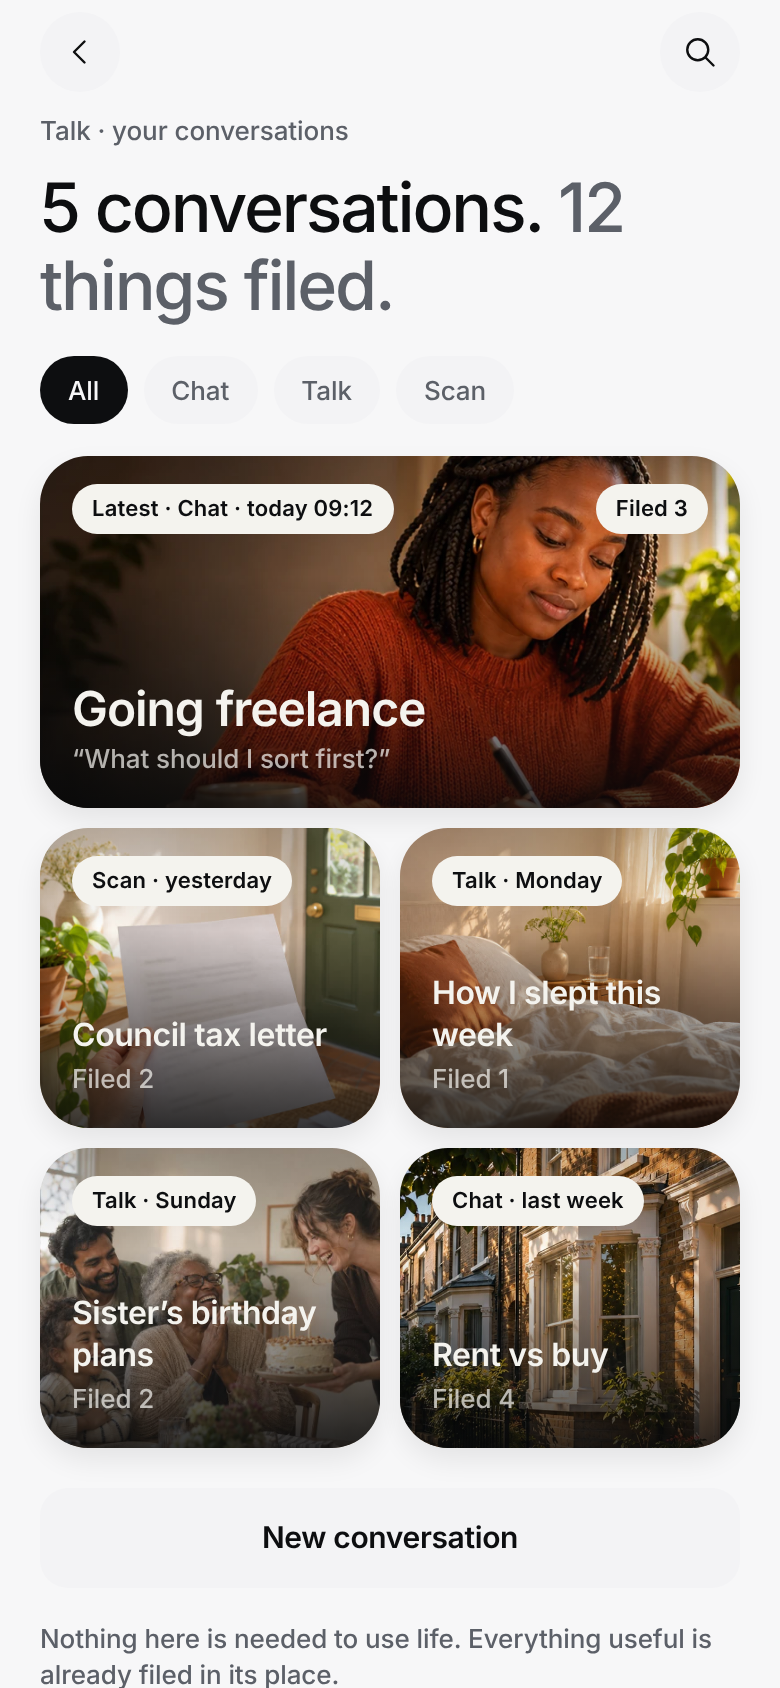 Talk · your conversations
5 conversations. 12
things filed.
All
Chat
Talk
Scan
Latest · Chat · today 09:12
Filed 3
Going freelance
“What should I sort first?”
Scan · yesterday
Council tax letter
Filed 2
Talk · Monday
How I slept this
week
Filed 1
Talk · Sunday
Sister’s birthday
plans
Filed 2
Chat · last week
Rent vs buy
Filed 4
New conversation
Nothing here is needed to use life. Everything useful is
already filed in its place.